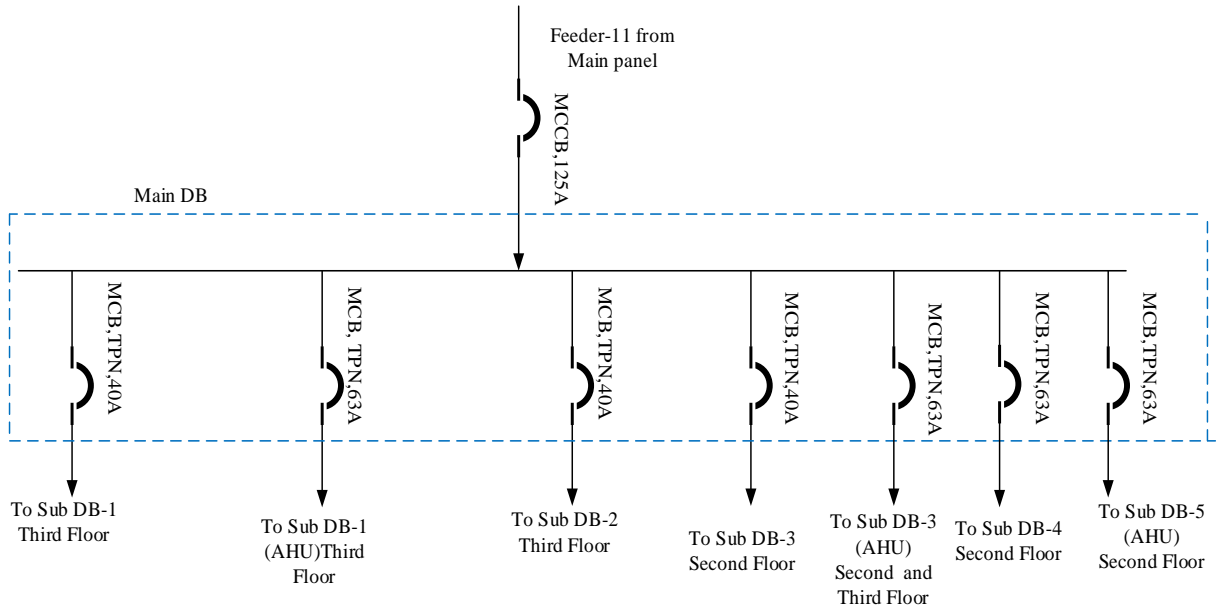 Feeder-11 from
Main panel
MCCB,125A
Main DB
MCB,TPN,40A
MCB, TPN,63A
MCB,TPN,40A
MCB,TPN,40A
MCB,TPN,63A
MCB,TPN,63A
MCB,TPN,63A
To Sub DB-1
Third Floor
To Sub DB-1
(AHU)Third
Floor
To Sub DB-2
Third Floor
To Sub DB-3
Second Floor
To Sub DB-3
(AHU)
Second and
Third Floor
To Sub DB-4
Second Floor
To Sub DB-5
(AHU)
Second Floor